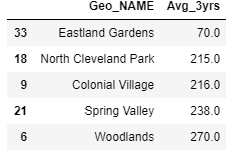 Geo_NAME Avg_3yrs
33 Eastland Gardens 70.0
18 North Cleveland Park 215.0
9 Colonial Village 216.0
21 Spring Valley 238.0
6 Woodlands 270.0